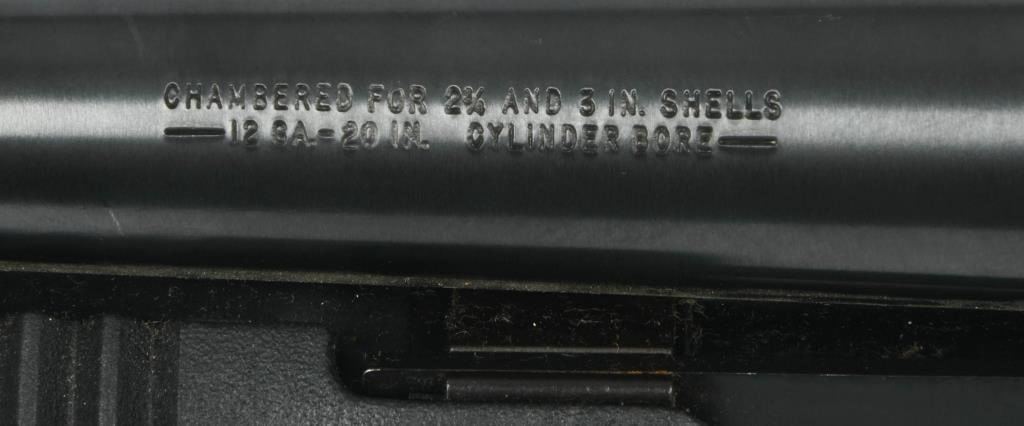 CHAMBERED FOR 2¾ AND 3 IN. SHELLS
—12 GA.-20 IN. CYLINDER BORE—